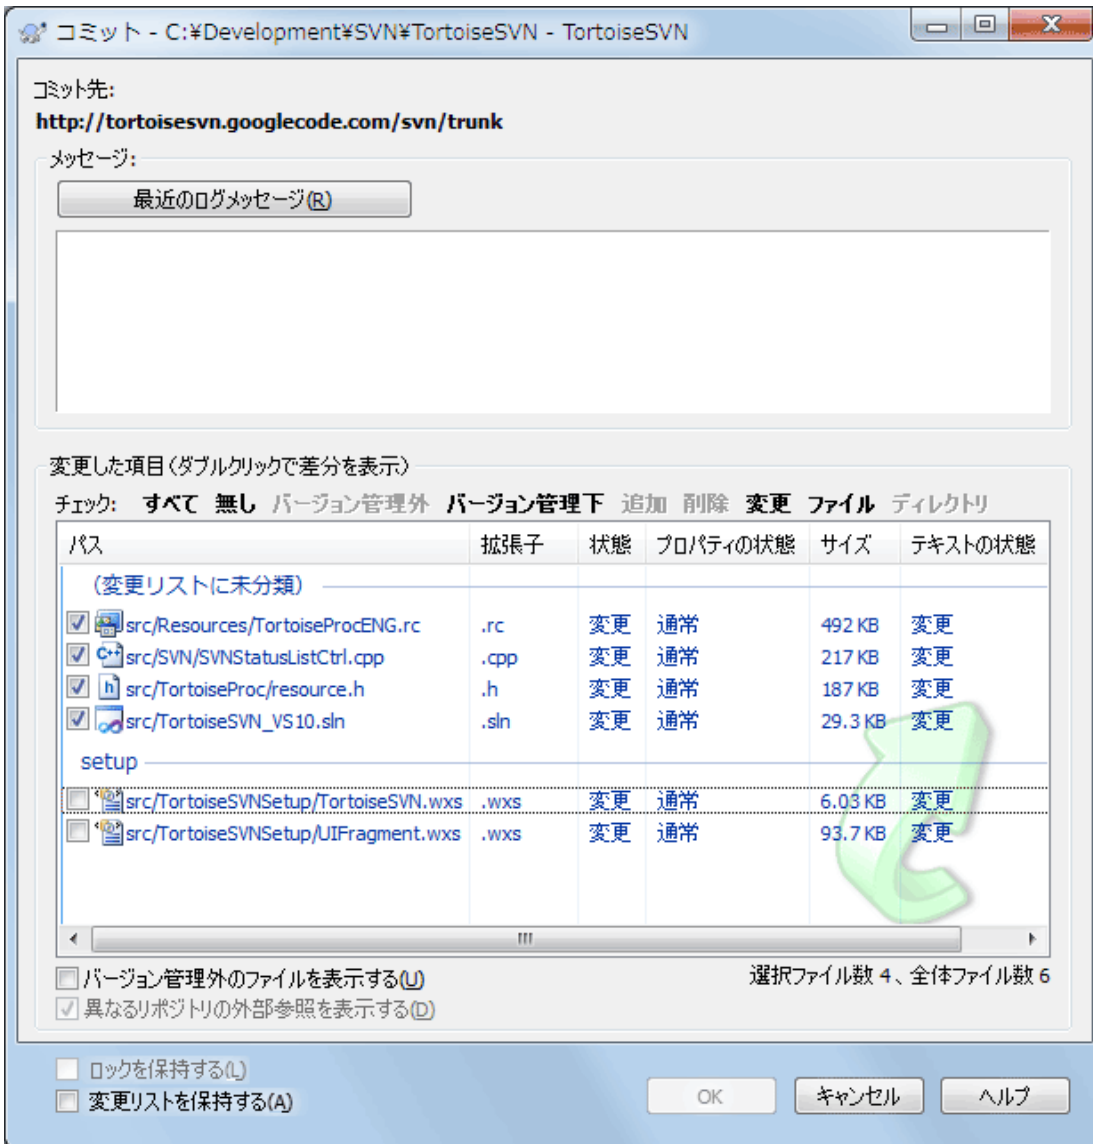 コミット - C:¥Development¥SVN¥TortoiseSVN - TortoiseSVN
コミット先:
http://tortoisesvn.googlecode.com/svn/trunk
メッセージ:
最近のログメッセージ(R)
変更した項目(ダブルクリックで差分を表示)
チェック: すべて 無し バージョン管理外 バージョン管理下 追加 削除 変更 ファイル ディレクトリ
パス 拡張子 状態 プロパティの状態 サイズ テキストの状態
(変更リストに未分類)
src/Resources/TortoiseProcENG.rc .rc 変更 通常 492 KB 変更
src/SVN/SVNStatusListCtrl.cpp .cpp 変更 通常 217 KB 変更
src/TortoiseProc/resource.h .h 変更 通常 187 KB 変更
src/TortoiseSVN_VS10.sln .sln 変更 通常 29.3 KB 変更
setup
src/TortoiseSVNSetup/TortoiseSVN.wxs .wxs 変更 通常 6.03 KB 変更
src/TortoiseSVNSetup/UIFragment.wxs .wxs 変更 通常 93.7 KB 変更
バージョン管理外のファイルを表示する(U) 選択ファイル数 4、全体ファイル数 6
異なるリポジトリの外部参照を表示する(D)
ロックを保持する(L)
変更リストを保持する(A) OK キャンセル ヘルプ